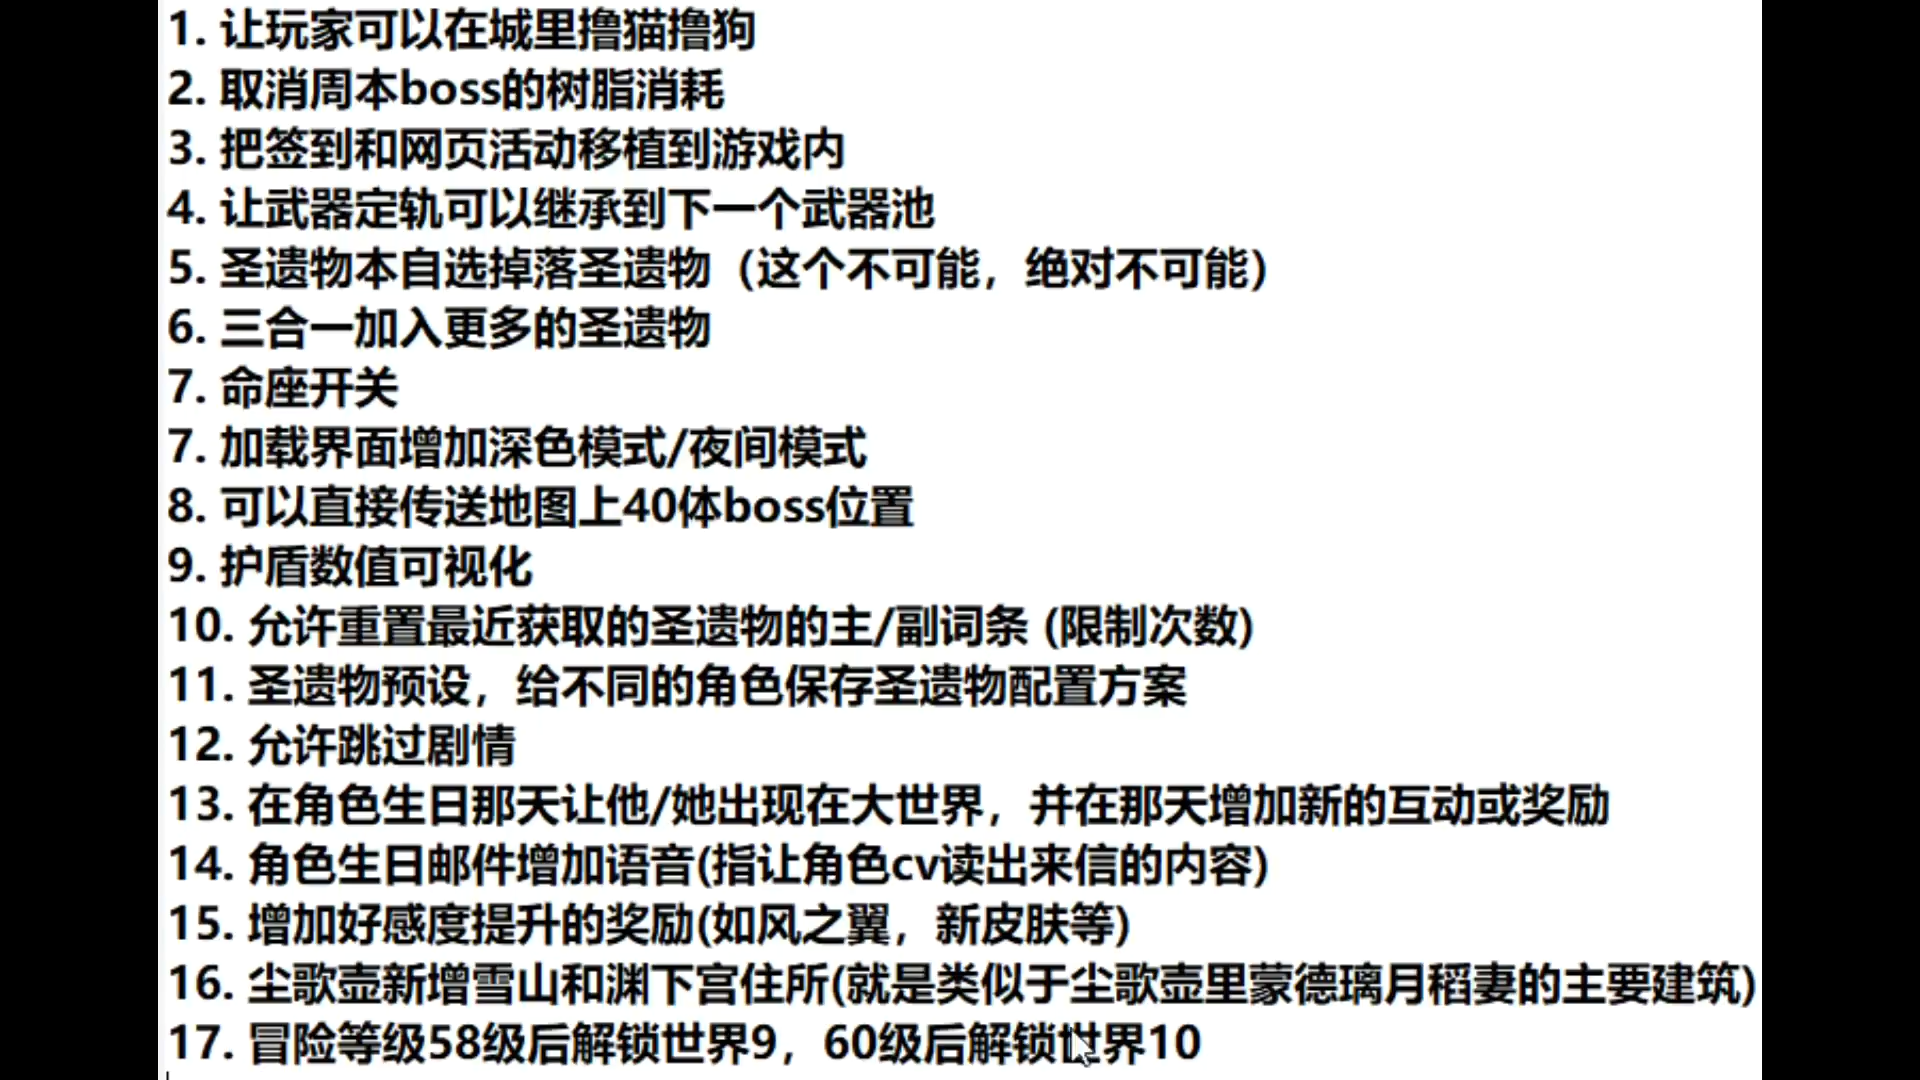 1. 让玩家可以在城里撸猫撸狗
2. 取消周本boss的树脂消耗
3. 把签到和网页活动移植到游戏内
4. 让武器定轨可以继承到下一个武器池
5. 圣遗物本自选掉落圣遗物（这个不可能，绝对不可能）
6. 三合一加入更多的圣遗物
7. 命座开关
7. 加载界面增加深色模式/夜间模式
8. 可以直接传送地图上40体boss位置
9. 护盾数值可视化
10. 允许重置最近获取的圣遗物的主/副词条 (限制次数)
11. 圣遗物预设，给不同的角色保存圣遗物配置方案
12. 允许跳过剧情
13. 在角色生日那天让他/她出现在大世界，并在那天增加新的互动或奖励
14. 角色生日邮件增加语音(指让角色cv读出来信的内容)
15. 增加好感度提升的奖励(如风之翼，新皮肤等)
16. 尘歌壶新增雪山和渊下宫住所(就是类似于尘歌壶里蒙德璃月稻妻的主要建筑)
17. 冒险等级58级后解锁世界9，60级后解锁世界10